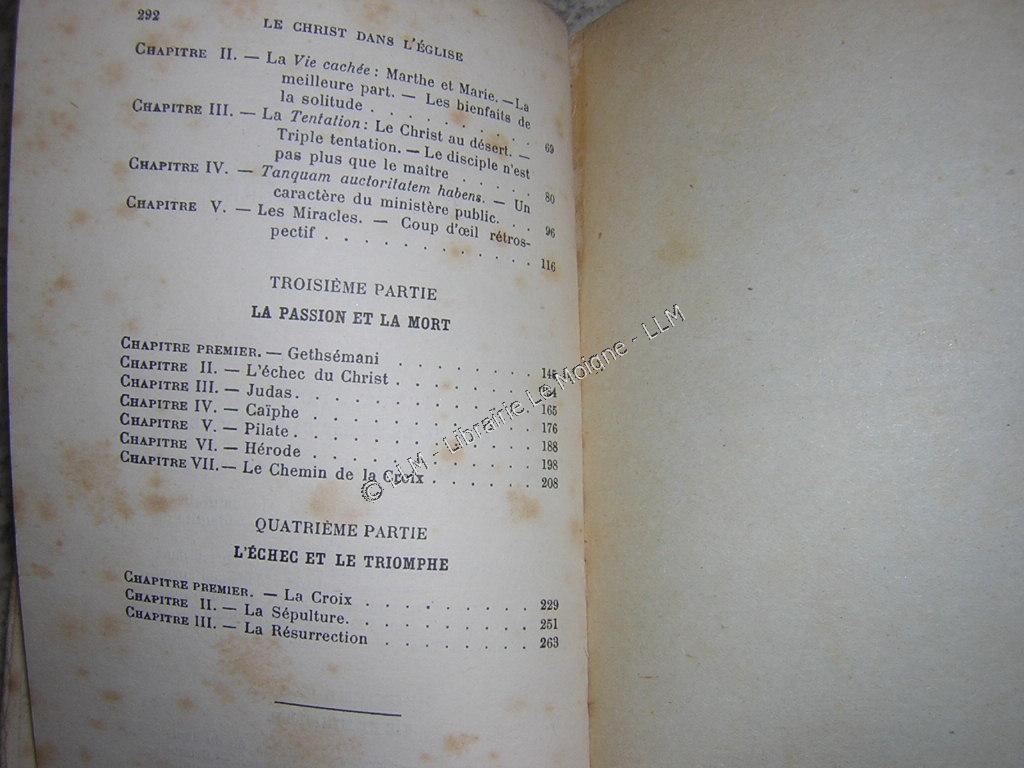 292
LE CHRIST DANS L'ÉGLISE
CHAPITRE II. — La Vie cachée : Marthe et Marie. — La
meilleure part. — Les bienfaits de
la solitude . . . . . . . . . . 69
CHAPITRE III. — La Tentation : Le Christ au désert. —
Triple tentation. — Le disciple n'est
pas plus que le maître . . . . . 80
CHAPITRE IV. — Tanquam auctoritatem habens. — Un
caractère du ministère public. . . 96
CHAPITRE V. — Les Miracles. — Coup d'œil rétros-
pectif . . . . . . . . . . . . 116
TROISIÈME PARTIE
LA PASSION ET LA MORT
CHAPITRE PREMIER. — Gethsémani . . . . . . . . 145
CHAPITRE II. — L'échec du Christ . . . . . . . .
CHAPITRE III. — Judas. . . . . . . . . . . . 165
CHAPITRE IV. — Caïphe . . . . . . . . . . . 176
CHAPITRE V. — Pilate . . . . . . . . . . . . 188
CHAPITRE VI. — Hérode . . . . . . . . . . . 198
CHAPITRE VII. — Le Chemin de la Croix . . . . . . 208
QUATRIÈME PARTIE
L'ÉCHEC ET LE TRIOMPHE
CHAPITRE PREMIER. — La Croix . . . . . . . . . 229
CHAPITRE II. — La Sépulture. . . . . . . . . . 251
CHAPITRE III. — La Résurrection . . . . . . . . 263
© LLM - Librairie Le Moigne - LLM